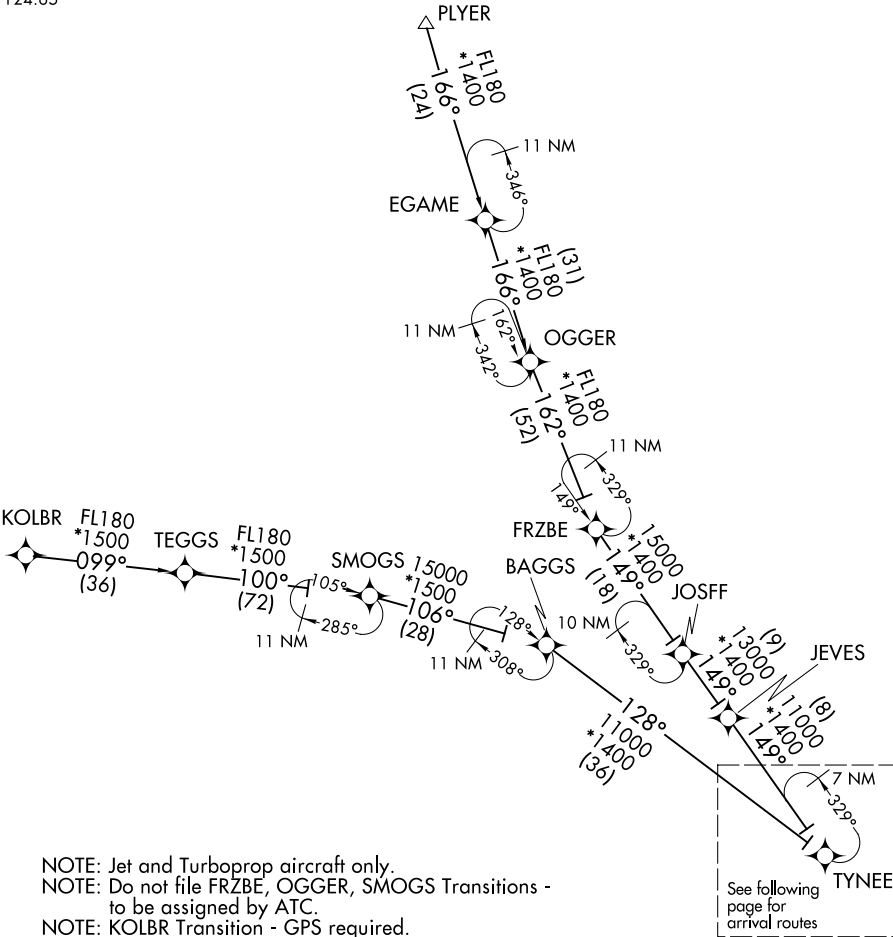 124.85
PLYER
FL180
*1400
166°
(24)
11 NM
346°
EGAME
(31)
FL180
*1400
166°
11 NM
162°
342°
OGGER
FL180
*1400
162°
(52)
11 NM
329°
149°
FRZBE
15000
*1400
149°
(18)
KOLBR
FL180
*1500
099°
(36)
TEGGS
FL180
*1500
100°
(72)
SMOGS
105°
285°
11 NM
15000
*1500
106°
(28)
BAGGS
128°
308°
11 NM
JOSFF
10 NM
329°
(9)
13000
*1400
149°
JEVES
(8)
11000
*1400
149°
128°
11000
*1400
(36)
7 NM
329°
TYNEE
See following
page for
arrival routes
NOTE: Jet and Turboprop aircraft only.
NOTE: Do not file FRZBE, OGGER, SMOGS Transitions -
to be assigned by ATC.
NOTE: KOLBR Transition - GPS required.